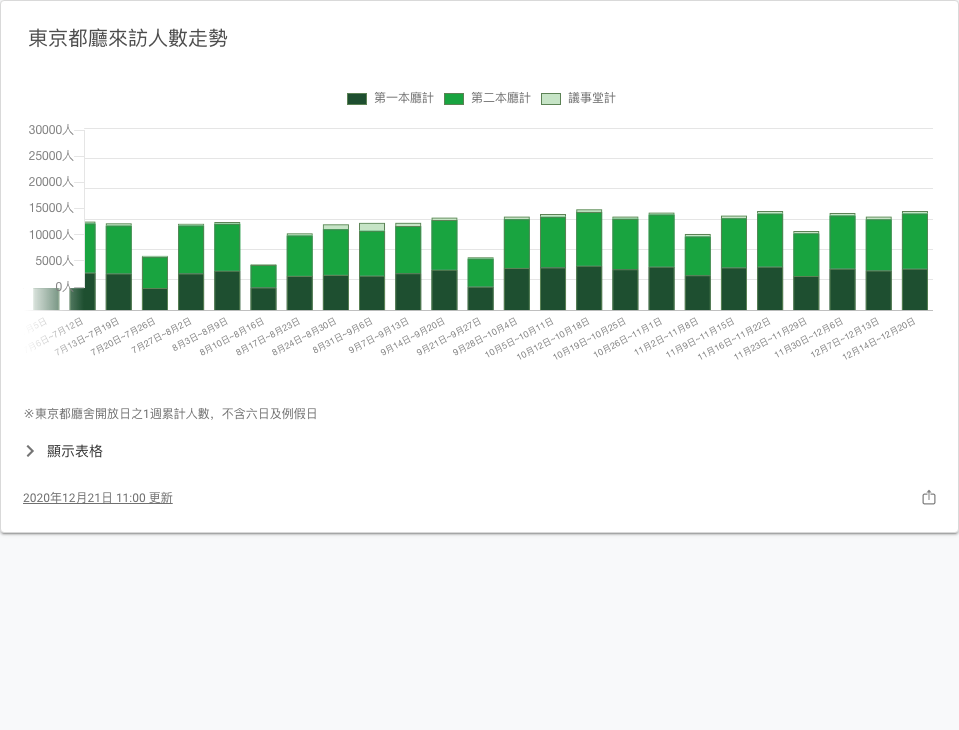 東京都廳來訪人數走勢
第一本廳計 第二本廳計 議事堂計
30000人
25000人
20000人
15000人
10000人
5000人
0人
7月13日~7月19日
7月20日~7月26日
7月27日~8月2日
8月3日~8月9日
8月10日~8月16日
8月17日~8月23日
8月24日~8月30日
8月31日~9月6日
9月7日~9月13日
9月14日~9月20日
9月21日~9月27日
9月28日~10月4日
10月5日~10月11日
10月12日~10月18日
10月19日~10月25日
10月26日~11月1日
11月2日~11月8日
11月9日~11月15日
11月16日~11月22日
11月23日~11月29日
11月30日~12月6日
12月7日~12月13日
12月14日~12月20日
※東京都廳舍開放日之1週累計人數，不含六日及例假日
顯示表格
2020年12月21日 11:00 更新